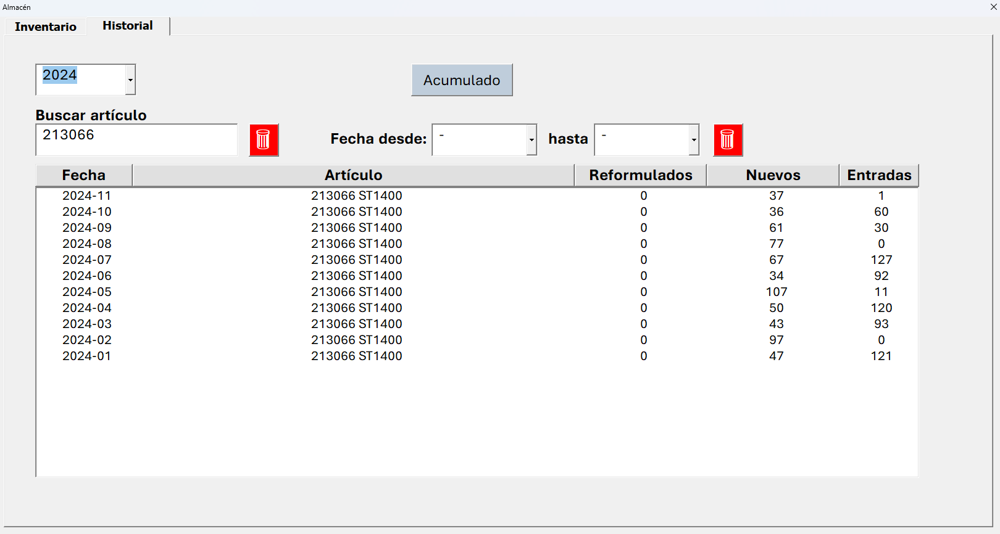 Almacén
Inventario Historial
2024
Acumulado
Buscar artículo
213066
Fecha desde: - hasta -
Fecha Artículo Reformulados Nuevos Entradas
2024-11 213066 ST1400 0 37 1
2024-10 213066 ST1400 0 36 60
2024-09 213066 ST1400 0 61 30
2024-08 213066 ST1400 0 77 0
2024-07 213066 ST1400 0 67 127
2024-06 213066 ST1400 0 34 92
2024-05 213066 ST1400 0 107 11
2024-04 213066 ST1400 0 50 120
2024-03 213066 ST1400 0 43 93
2024-02 213066 ST1400 0 97 0
2024-01 213066 ST1400 0 47 121